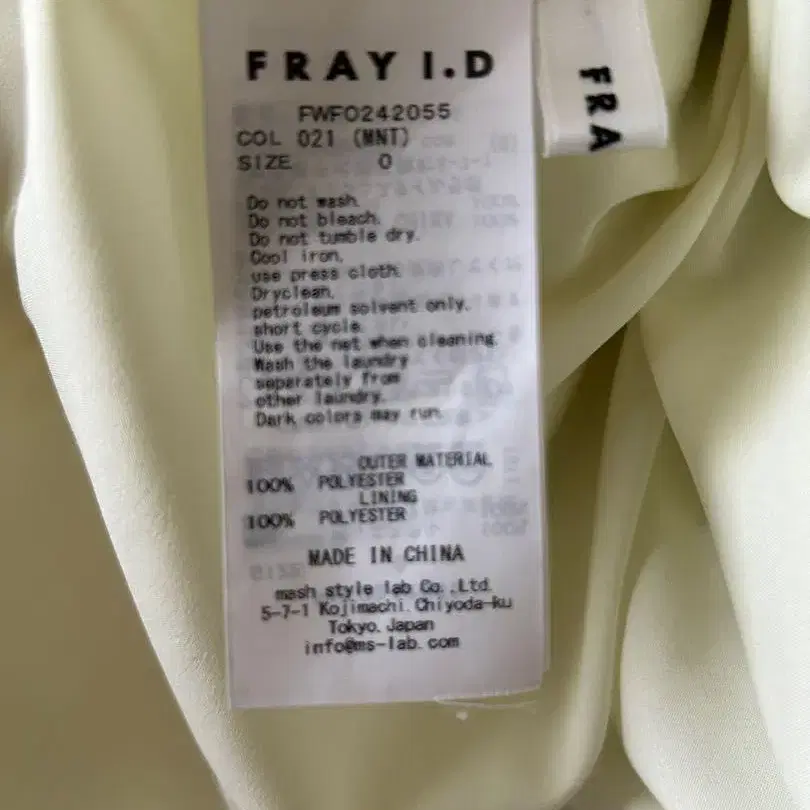 FRAY I.D
FRA
FWFO242055
COL 021 (MNT)
SIZE 0
Do not wash.
Do not bleach.
Do not tumble dry.
Cool iron,
use press cloth.
Dryclean,
petroleum solvent only.
short cycle.
Use the net when cleaning.
Wash the laundry
separately from
other laundry.
Dark colors may run.
OUTER MATERIAL
100% POLYESTER
LINING
100% POLYESTER
MADE IN CHINA
mash style lab Co.,Ltd.
5-7-1 Kojimachi.Chiyoda-ku
Tokyo.Japan
info@ms-lab.com